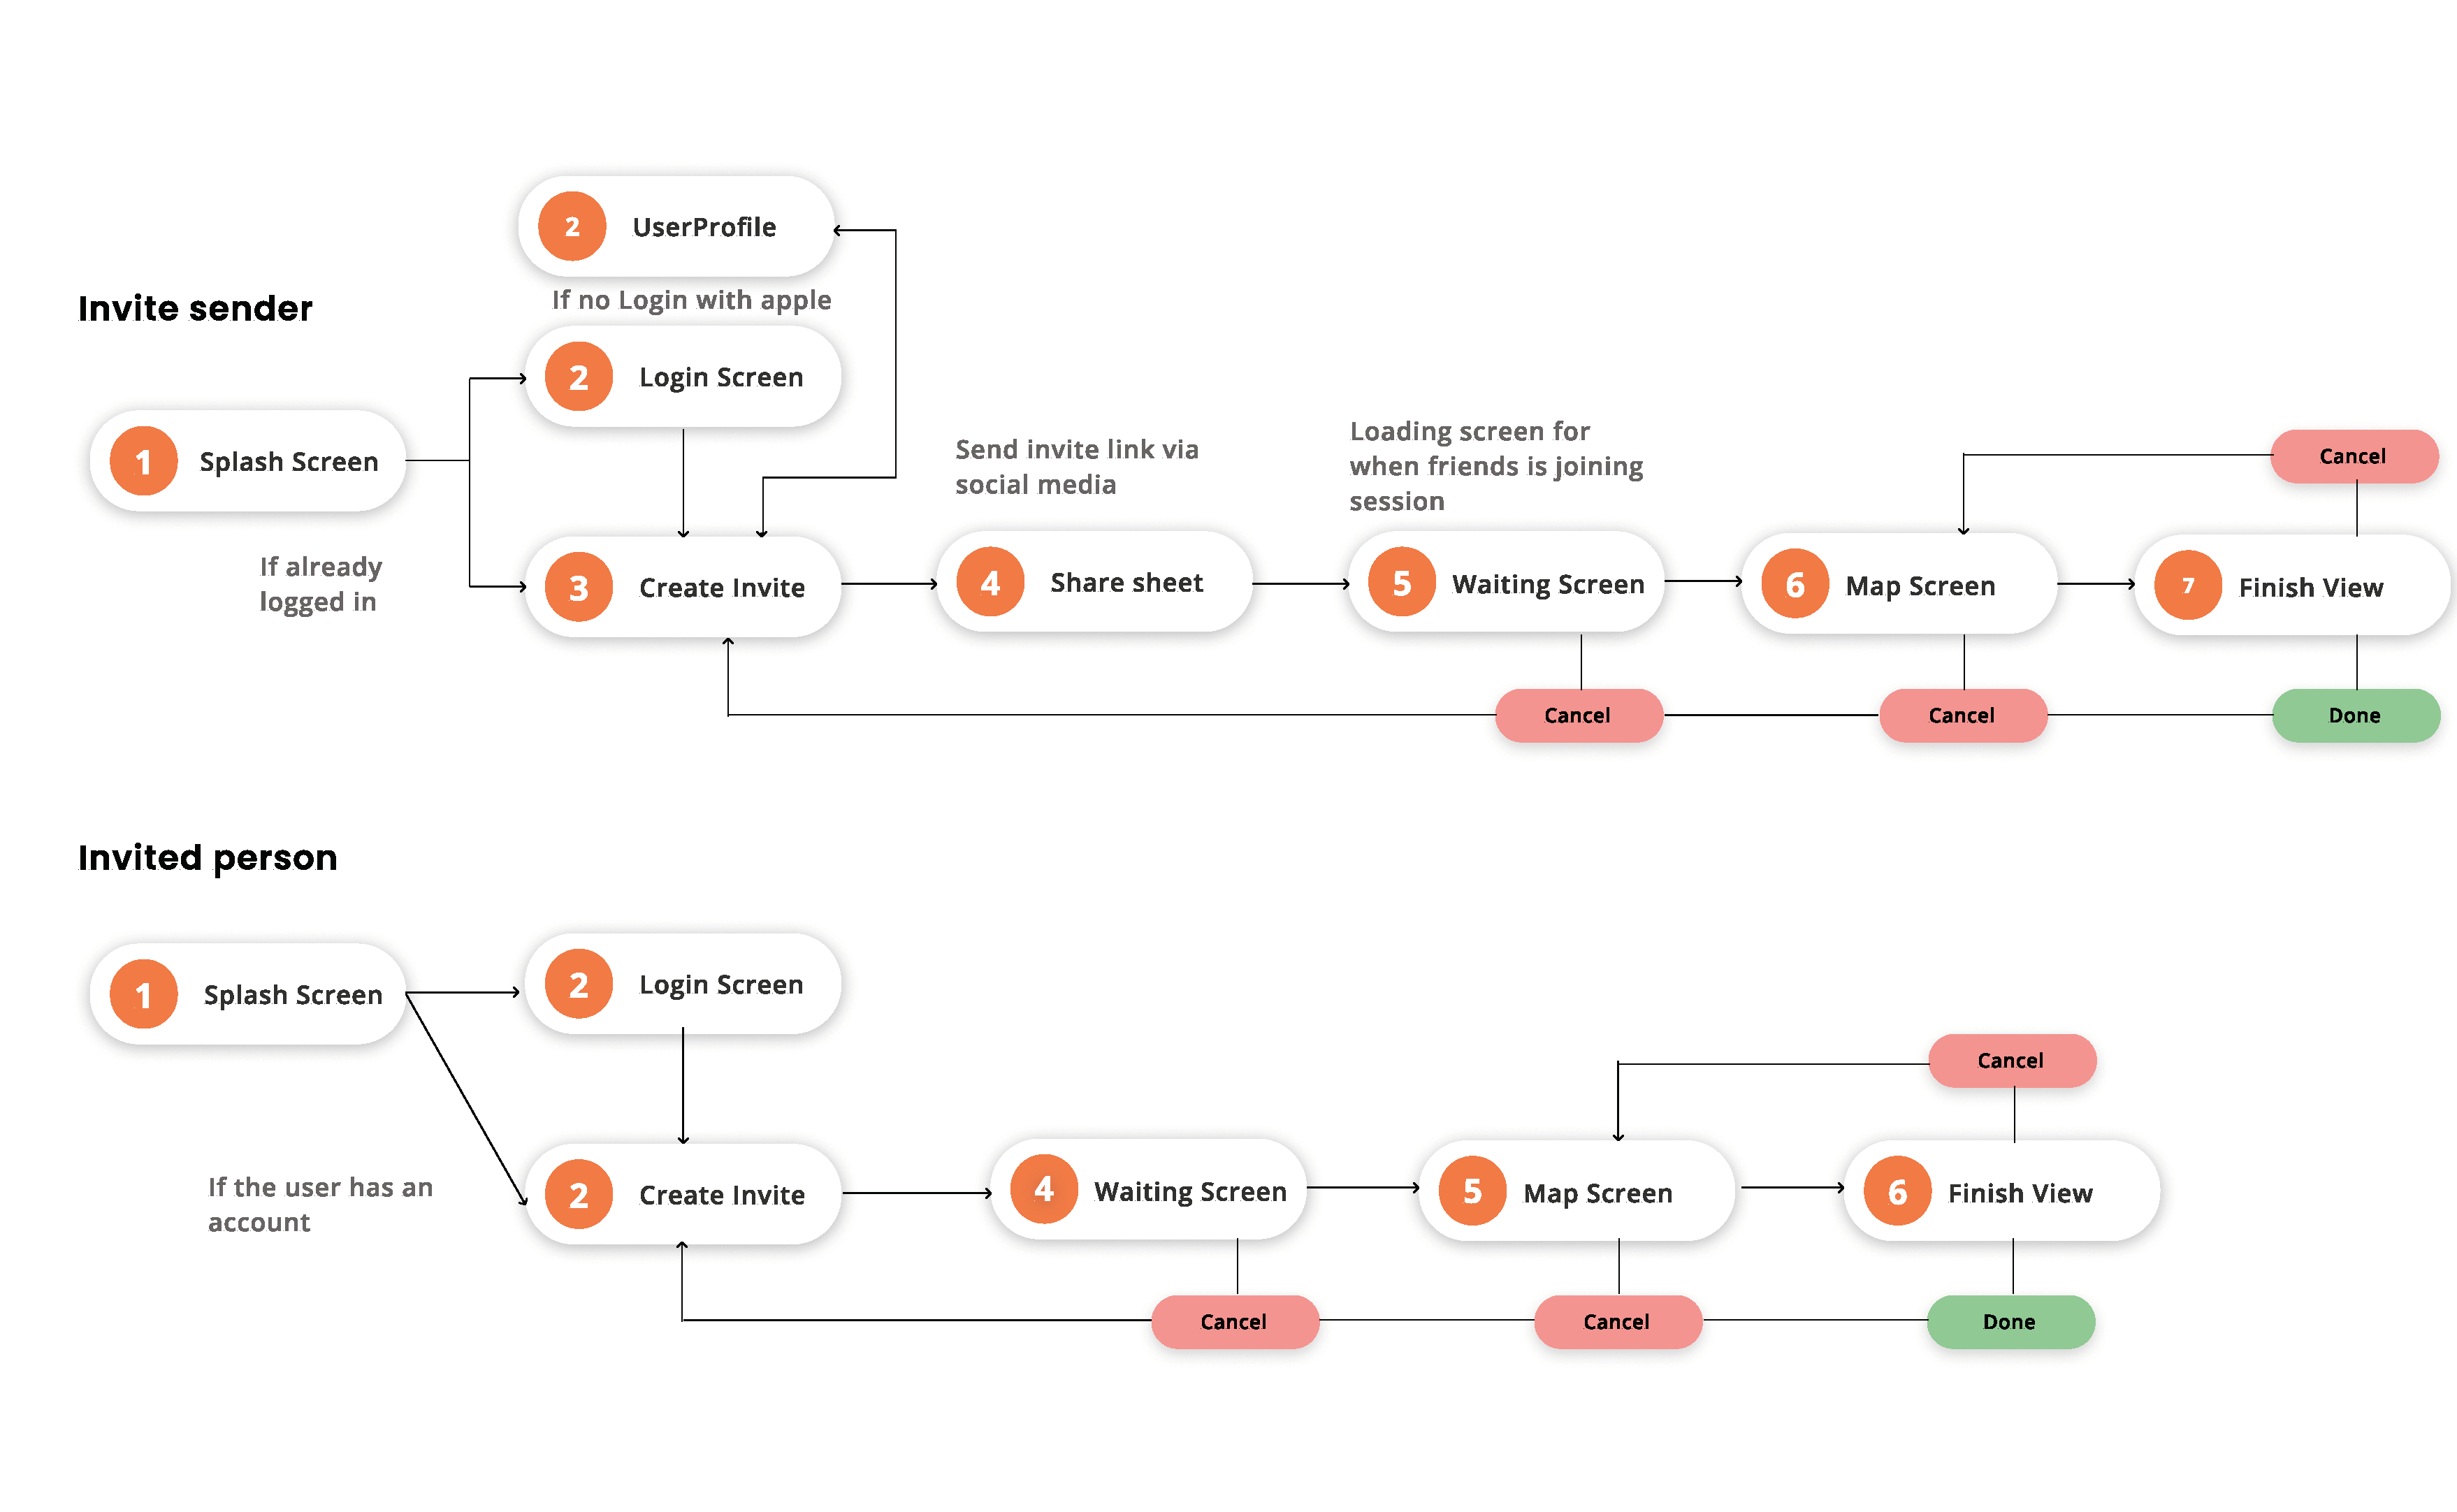 2 UserProfile
If no Login with apple
Invite sender
2 Login Screen
1 Splash Screen
If already
logged in
3 Create Invite
Send invite link via
social media
4 Share sheet
Loading screen for
when friends is joining
session
5 Waiting Screen
6 Map Screen
Cancel
7 Finish View
Cancel
Cancel
Done
Invited person
1 Splash Screen
2 Login Screen
If the user has an
account
2 Create Invite
4 Waiting Screen
5 Map Screen
Cancel
6 Finish View
Cancel
Cancel
Done